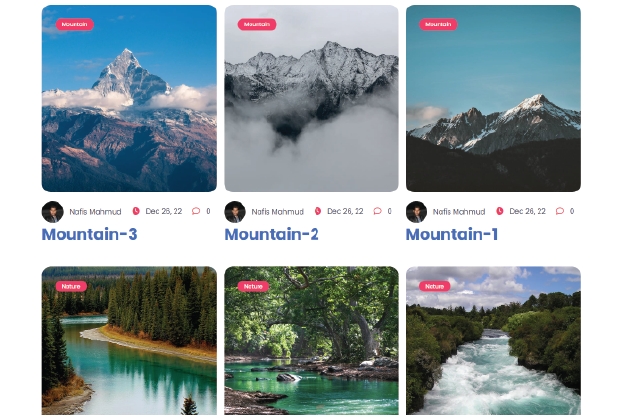 Mountain
Mountain
Mountain
Nafis Mahmud Dec 26, 22 0
Nafis Mahmud Dec 26, 22 0
Nafis Mahmud Dec 26, 22 0
Mountain-3
Mountain-2
Mountain-1
Nature
Nature
Nature